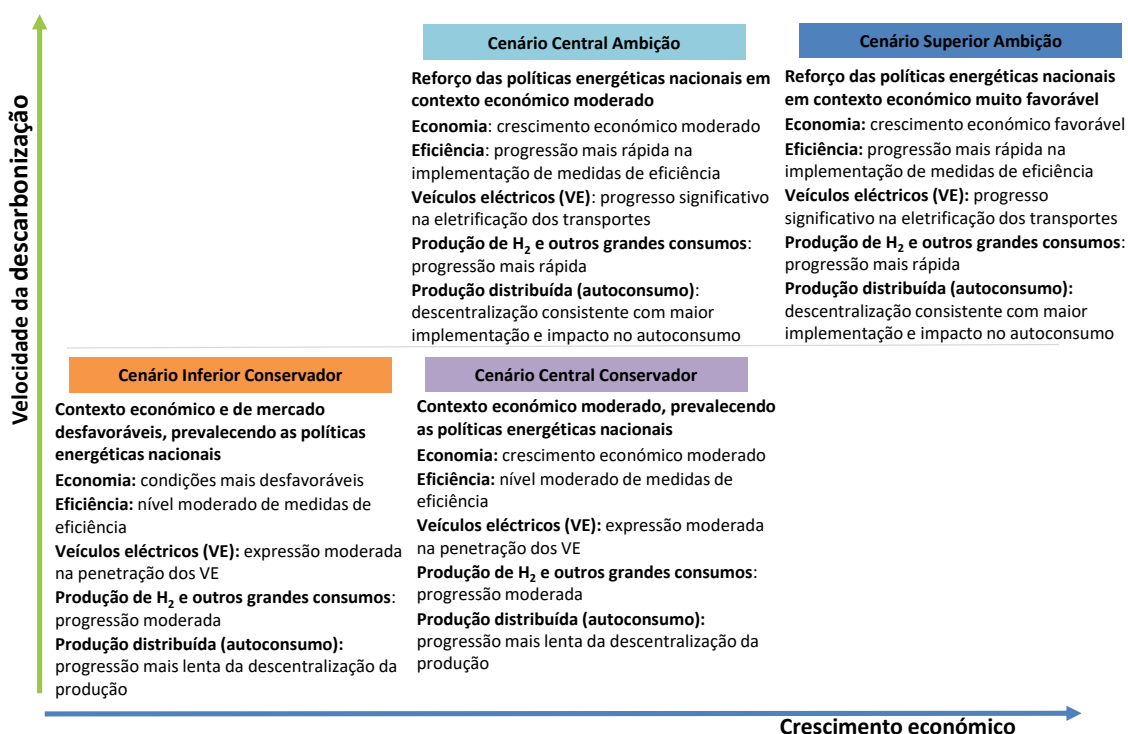 Velocidade da descarbonização
Cenário Central Ambição
Reforço das políticas energéticas nacionais em
contexto económico moderado
Economia: crescimento económico moderado
Eficiência: progressão mais rápida na
implementação de medidas de eficiência
Veículos eléctricos (VE): progresso significativo
na eletrificação dos transportes
Produção de H₂ e outros grandes consumos:
progressão mais rápida
Produção distribuída (autoconsumo):
descentralização consistente com maior
implementação e impacto no autoconsumo
Cenário Superior Ambição
Reforço das políticas energéticas nacionais
em contexto económico muito favorável
Economia: crescimento económico favorável
Eficiência: progressão mais rápida na
implementação de medidas de eficiência
Veículos eléctricos (VE): progresso
significativo na eletrificação dos transportes
Produção de H₂ e outros grandes consumos:
progressão mais rápida
Produção distribuída (autoconsumo):
descentralização consistente com maior
implementação e impacto no autoconsumo
Cenário Inferior Conservador
Contexto económico e de mercado
desfavoráveis, prevalecendo as políticas
energéticas nacionais
Economia: condições mais desfavoráveis
Eficiência: nível moderado de medidas de
eficiência
Veículos eléctricos (VE): expressão moderada
na penetração dos VE
Produção de H₂ e outros grandes consumos:
progressão moderada
Produção distribuída (autoconsumo):
progressão mais lenta da descentralização da
produção
Cenário Central Conservador
Contexto económico moderado, prevalecendo
as políticas energéticas nacionais
Economia: crescimento económico moderado
Eficiência: nível moderado de medidas de
eficiência
Veículos eléctricos (VE): expressão moderada
na penetração dos VE
Produção de H₂ e outros grandes consumos:
progressão moderada
Produção distribuída (autoconsumo):
progressão mais lenta da descentralização da
produção
Crescimento económico